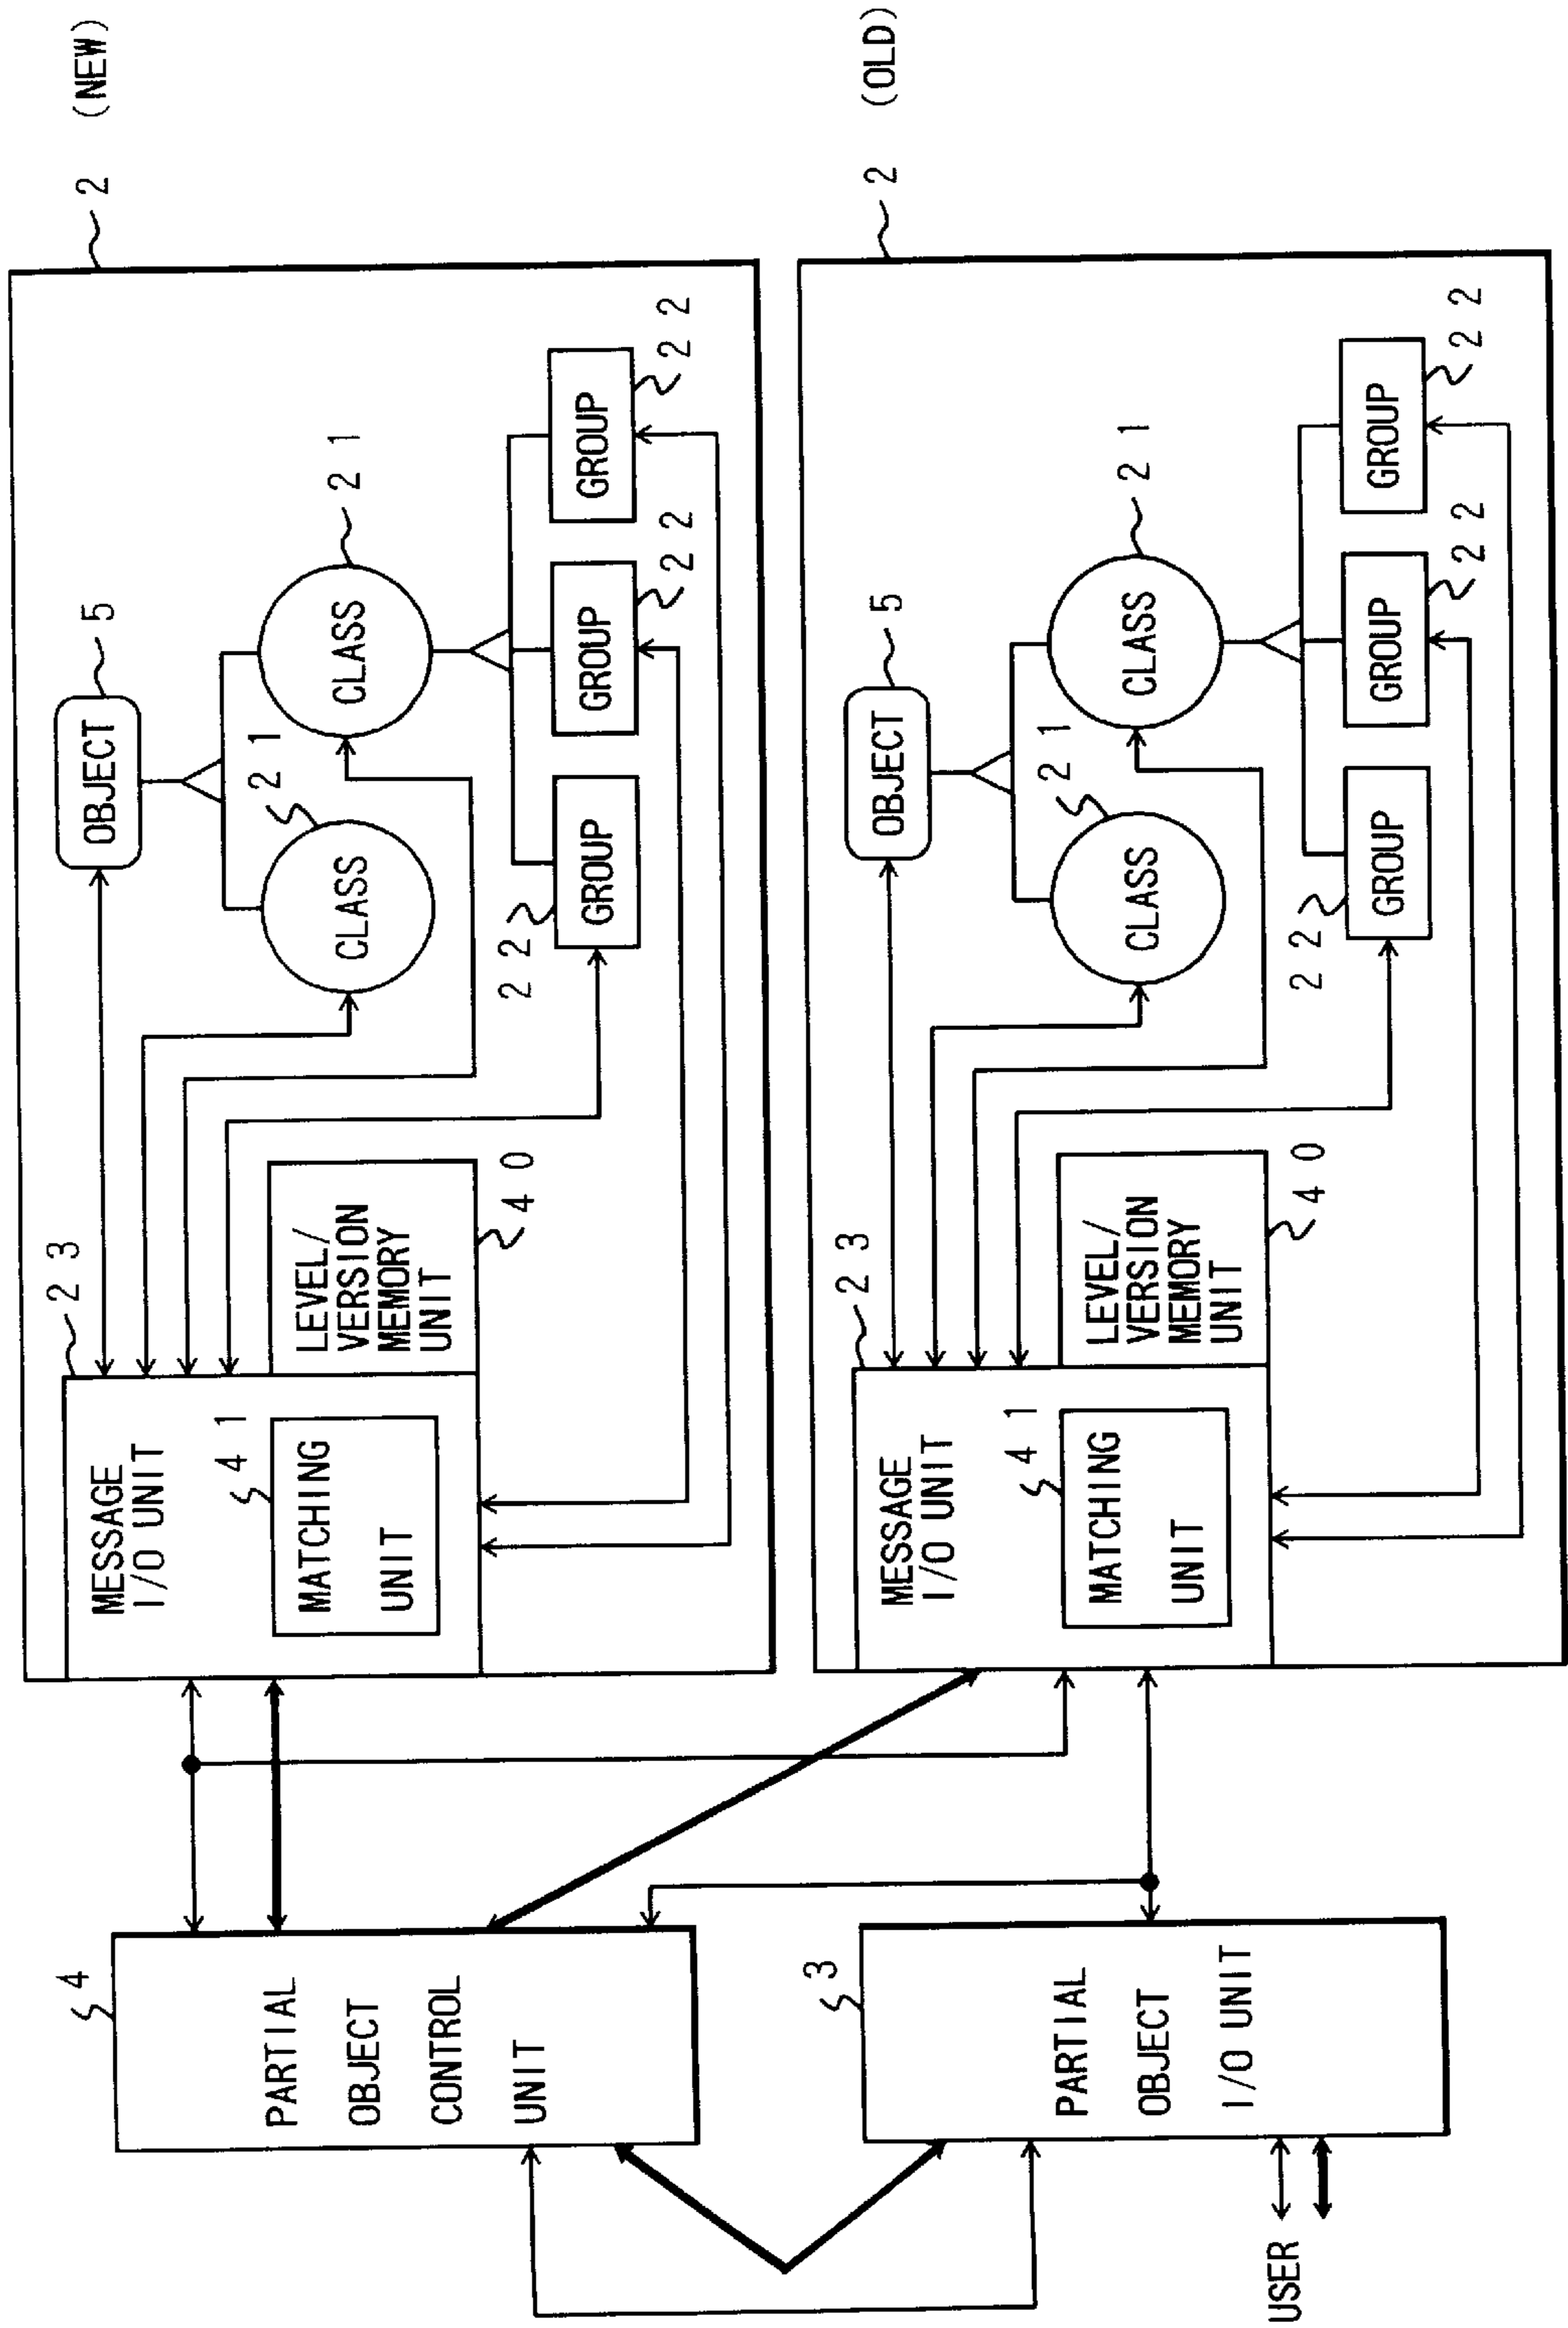 2 (NEW)
OBJECT
5
CLASS
21
CLASS
21
GROUP
22
GROUP
22
GROUP
22
23
MESSAGE
I/O UNIT
41
MATCHING
UNIT
LEVEL/
VERSION
MEMORY
UNIT
40
2 (OLD)
OBJECT
5
CLASS
21
CLASS
21
GROUP
22
GROUP
22
GROUP
22
23
MESSAGE
I/O UNIT
41
MATCHING
UNIT
LEVEL/
VERSION
MEMORY
UNIT
40
4
PARTIAL
OBJECT
CONTROL
UNIT
3
PARTIAL
OBJECT
I/O UNIT
USER